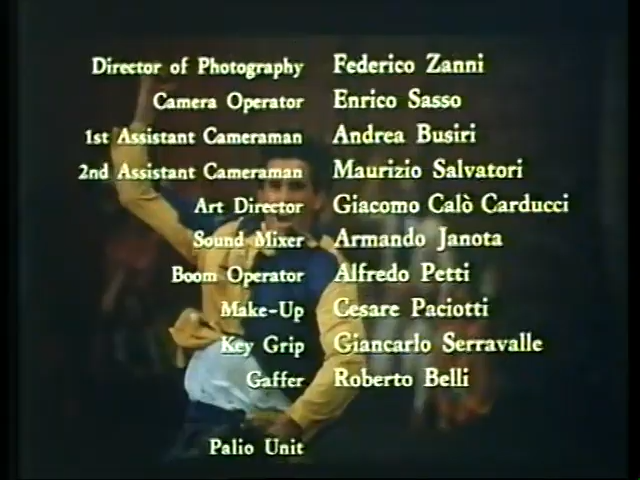 Director of Photography Federico Zanni
Camera Operator Enrico Sasso
1st Assistant Cameraman Andrea Busiri
2nd Assistant Cameraman Maurizio Salvatori
Art Director Giacomo Calò Carducci
Sound Mixer Armando Janota
Boom Operator Alfredo Petti
Make-Up Cesare Paciotti
Key Grip Giancarlo Serravalle
Gaffer Roberto Belli
Palio Unit